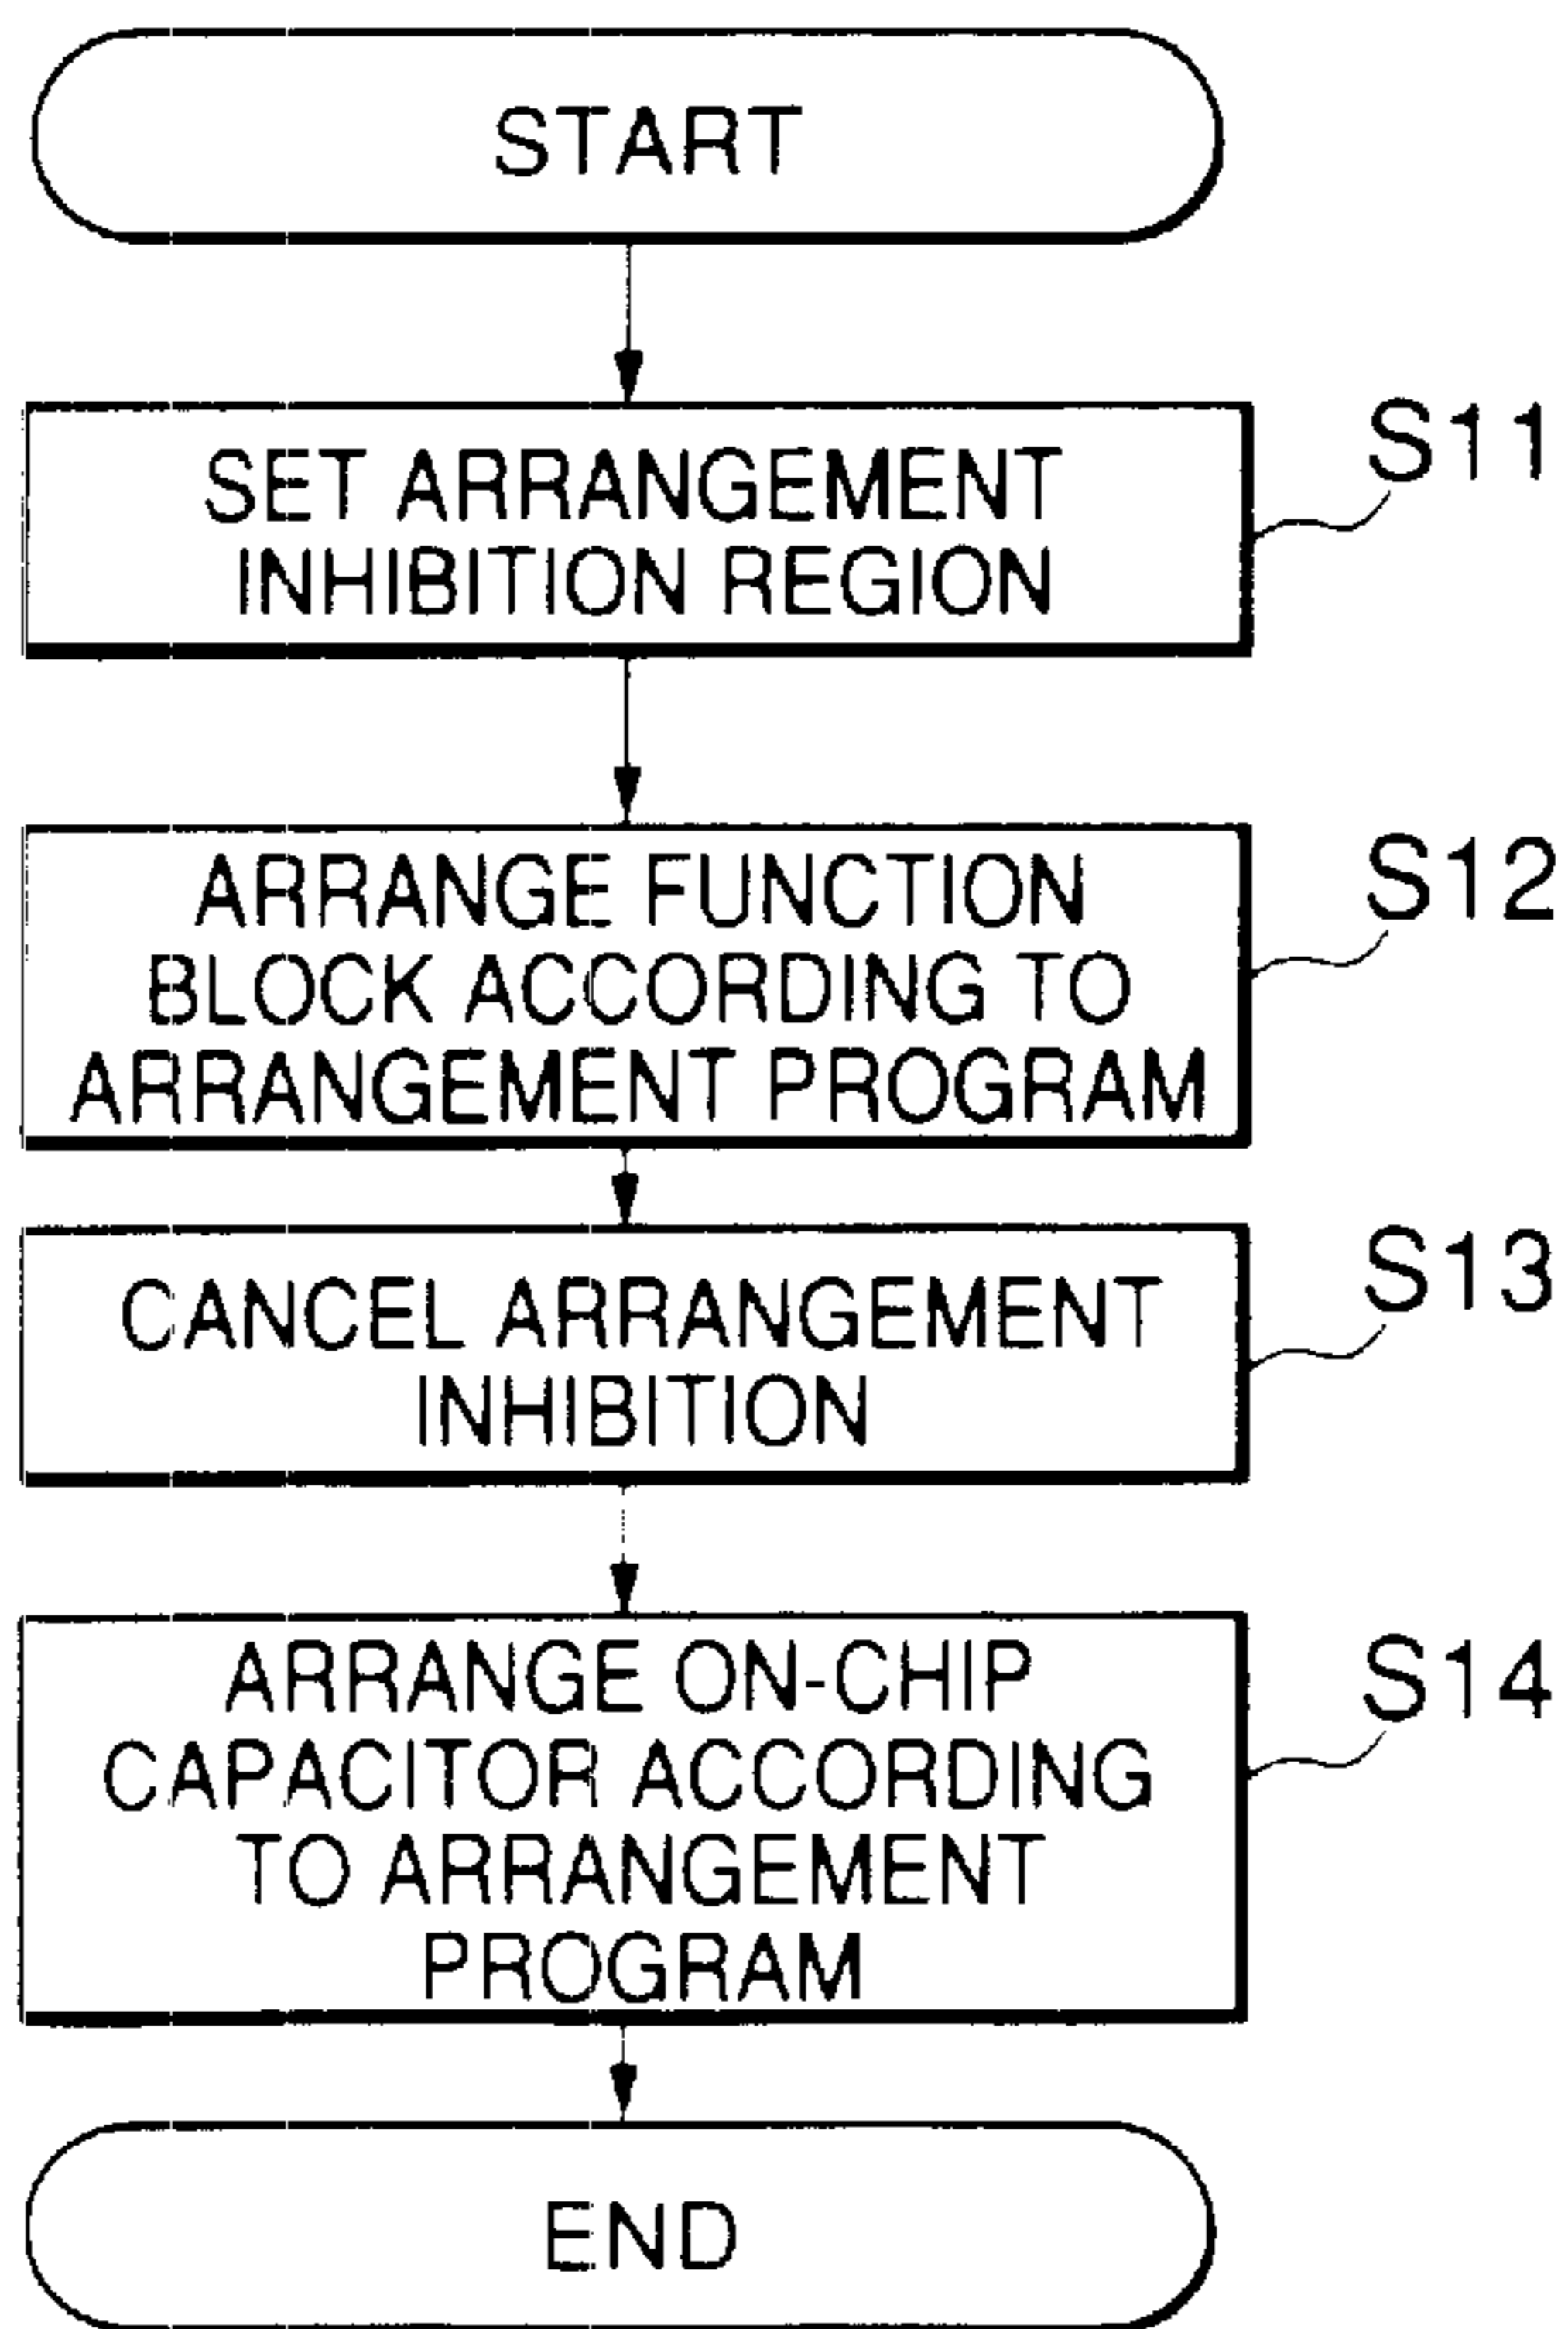 START
SET ARRANGEMENT
INHIBITION REGION
S11
ARRANGE FUNCTION
BLOCK ACCORDING TO
ARRANGEMENT PROGRAM
S12
CANCEL ARRANGEMENT
INHIBITION
S13
ARRANGE ON-CHIP
CAPACITOR ACCORDING
TO ARRANGEMENT
PROGRAM
S14
END